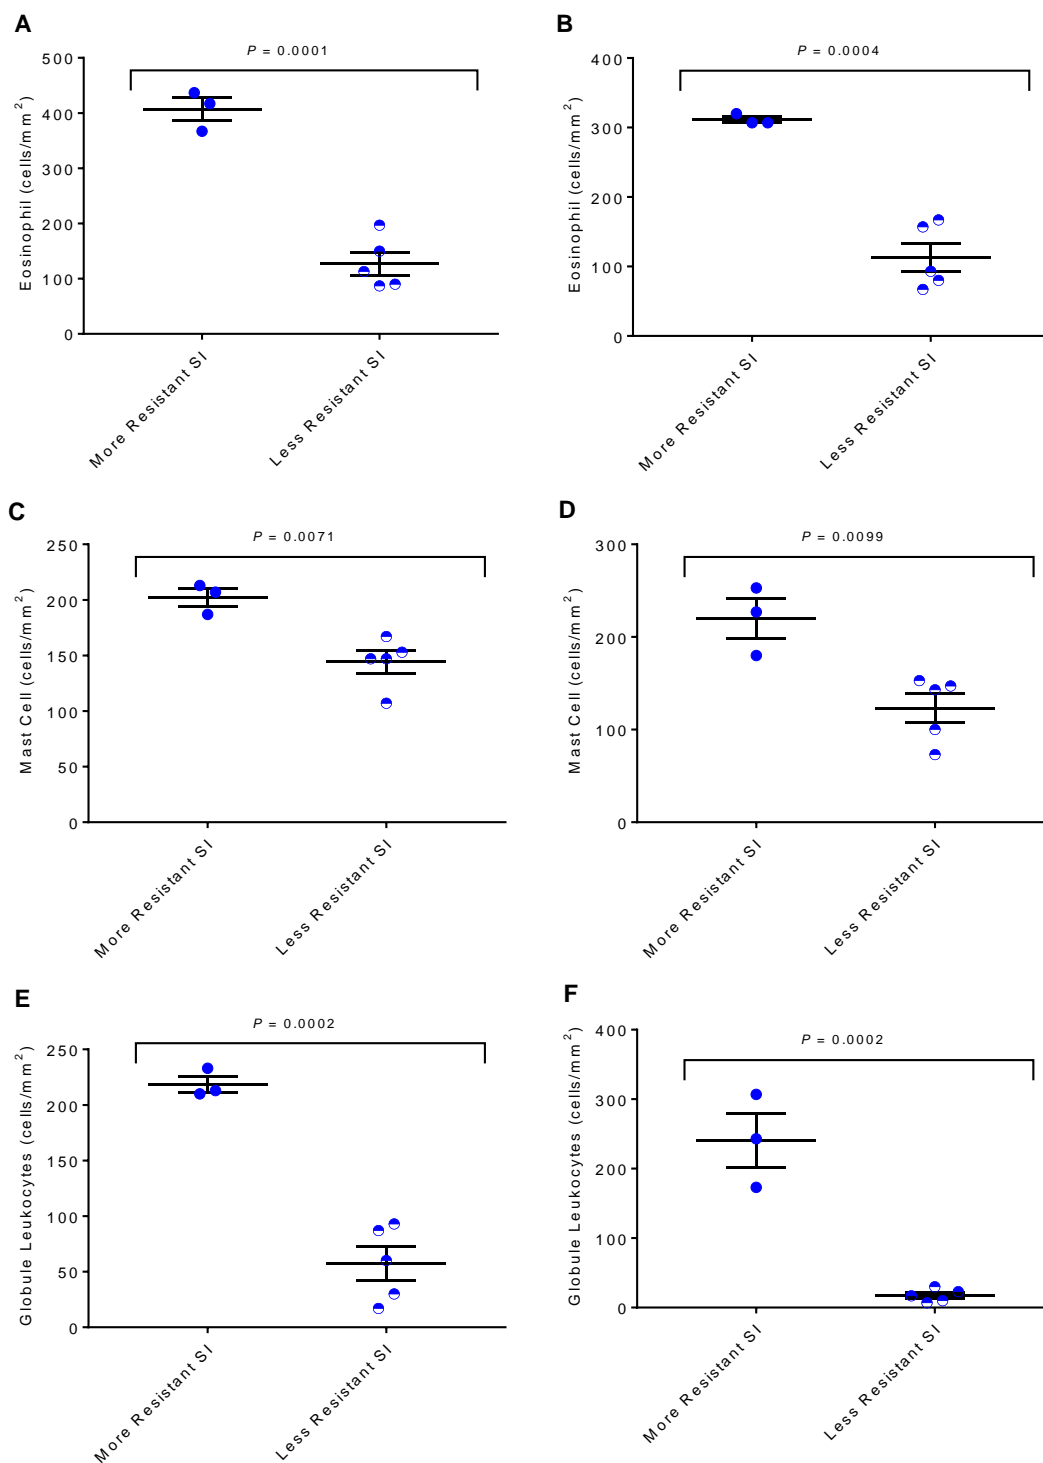 A
P = 0.0001
Eosinophil (cells/mm²)
500
400
300
200
100
0
More Resistant SI
Less Resistant SI
B
P = 0.0004
Eosinophil (cells/mm²)
400
300
200
100
0
More Resistant SI
Less Resistant SI
C
P = 0.0071
Mast Cell (cells/mm²)
250
200
150
100
50
0
More Resistant SI
Less Resistant SI
D
P = 0.0099
Mast Cell (cells/mm²)
300
200
100
0
More Resistant SI
Less Resistant SI
E
P = 0.0002
Globule Leukocytes (cells/mm²)
250
200
150
100
50
0
More Resistant SI
Less Resistant SI
F
P = 0.0002
Globule Leukocytes (cells/mm²)
400
300
200
100
0
More Resistant SI
Less Resistant SI